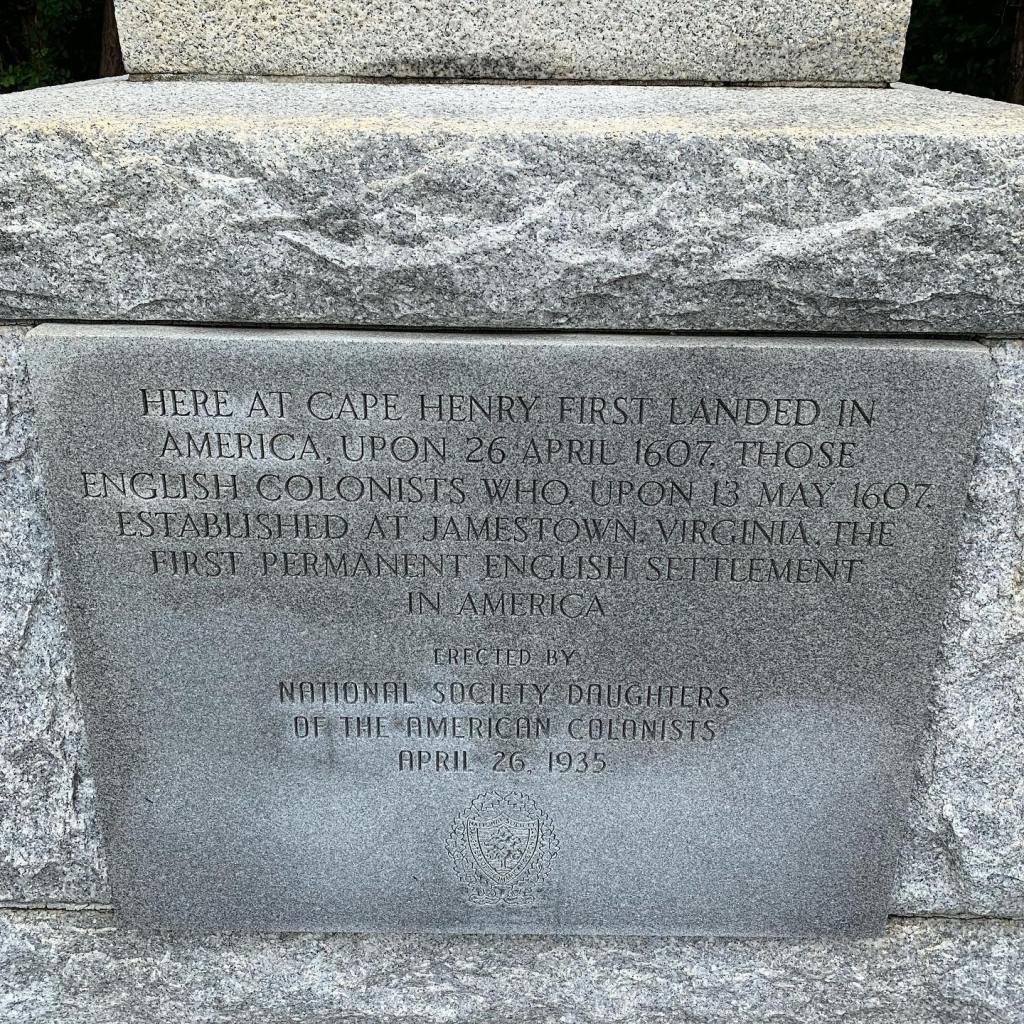 HERE AT CAPE HENRY FIRST LANDED IN
AMERICA, UPON 26 APRIL 1607, THOSE
ENGLISH COLONISTS WHO, UPON 13 MAY 1607,
ESTABLISHED AT JAMESTOWN, VIRGINIA, THE
FIRST PERMANENT ENGLISH SETTLEMENT
IN AMERICA
ERECTED BY
NATIONAL SOCIETY DAUGHTERS
OF THE AMERICAN COLONISTS
APRIL 26, 1935